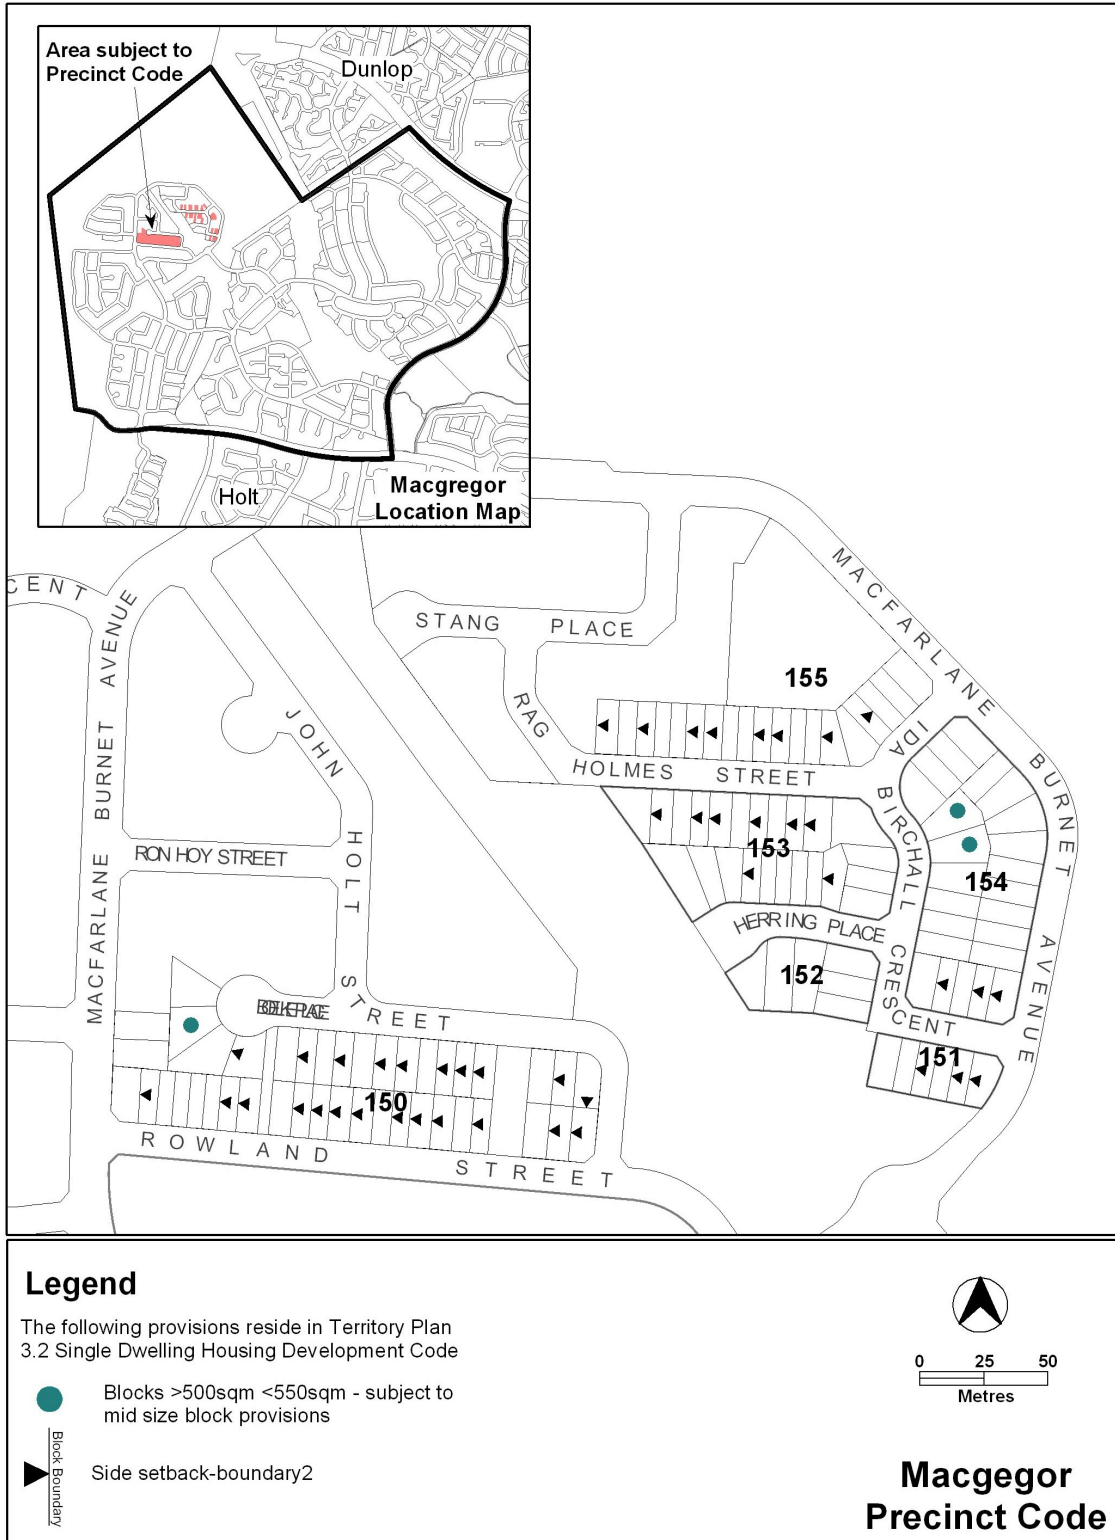 Area subject to
Precinct Code
Dunlop
Holt
Macgregor
Location Map
CENT
MACFARLANE BURNET AVENUE
STANG PLACE
RAG
JOHN
HOLT
STREET
RON HOY STREET
MACFARLANE BURNET AVENUE
155
IDA
HOLMES STREET
BIRCHALL
CRESCENT
153
154
HERRING PLACE
152
151
150
ROWLAND STREET
Legend
The following provisions reside in Territory Plan
3.2 Single Dwelling Housing Development Code
Blocks >500sqm <550sqm - subject to
mid size block provisions
Block Boundary
Side setback-boundary2
0 25 50
Metres
Macgegor
Precinct Code